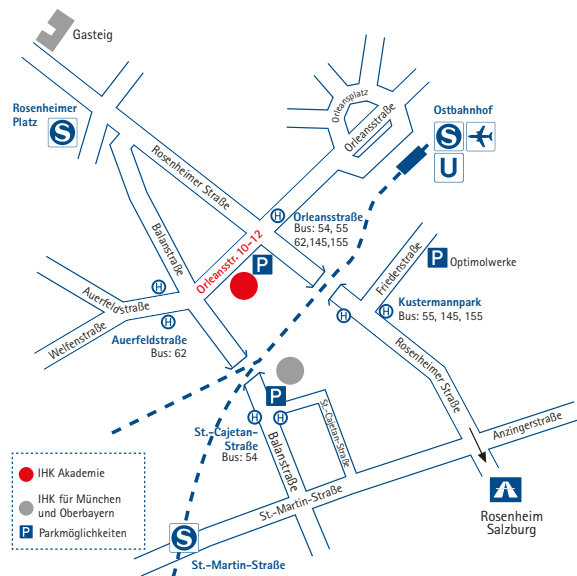 Gasteig
Rosenheimer
Platz
S
Rosenheimer Straße
Orleansplatz
Orleansstraße
Ostbahnhof
S
U
Balanstraße
H
Orleansstraße
Bus: 54, 55
62,145,155
Orleansstr. 10–12
P
Friedenstraße
P
Optimolwerke
H
Auerfeldstraße
Welfenstraße
H
Auerfeldstraße
Bus: 62
H
H
Kustermannpark
Bus: 55, 145, 155
Rosenheimer Straße
P
H
H
St.-Cajetan-
Straße
Bus: 54
Balanstraße
St.-Cajetan-Straße
Anzingerstraße
St.-Martin-Straße
IHK Akademie
IHK für München
und Oberbayern
P
Parkmöglichkeiten
S
St.-Martin-Straße
Rosenheim
Salzburg